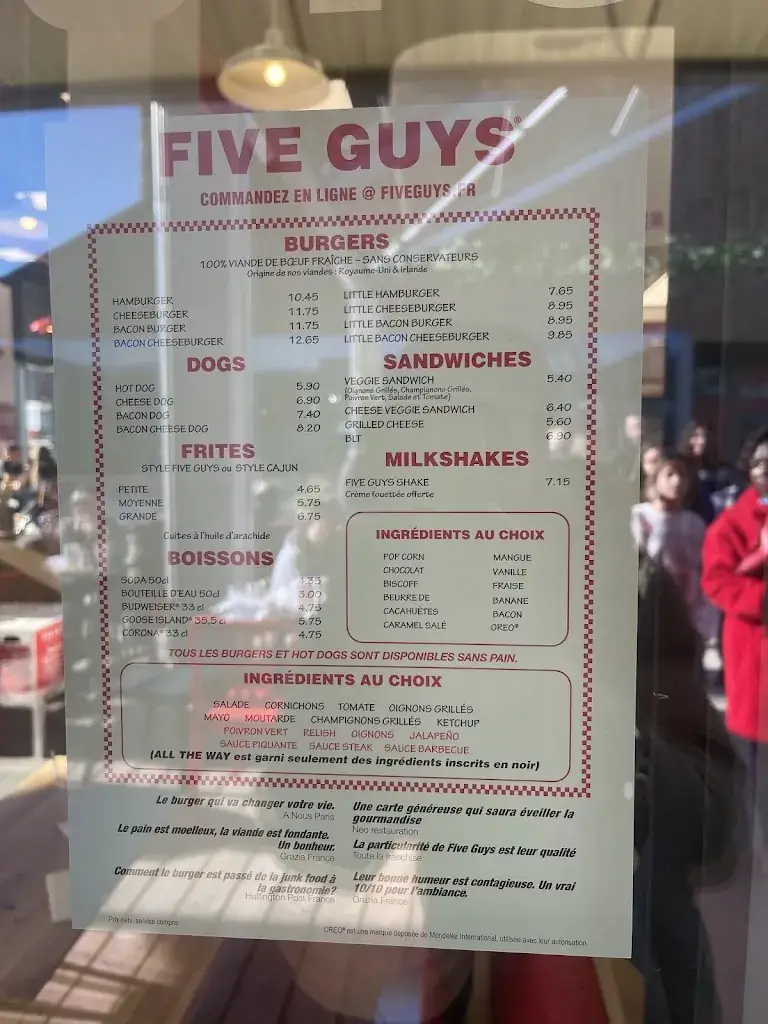 FIVE GUYS®
COMMANDEZ EN LIGNE @ FIVEGUYS.FR
BURGERS
100% VIANDE DE BŒUF FRAÎCHE – SANS CONSERVATEURS
Origine de nos viandes : Royaume-Uni & Irlande
HAMBURGER 10.45
CHEESEBURGER 11.75
BACON BURGER 11.75
BACON CHEESEBURGER 12.65
LITTLE HAMBURGER 7.65
LITTLE CHEESEBURGER 8.95
LITTLE BACON BURGER 8.95
LITTLE BACON CHEESEBURGER 9.85
DOGS
HOT DOG 5.90
CHEESE DOG 6.90
BACON DOG 7.40
BACON CHEESE DOG 8.20
SANDWICHES
VEGGIE SANDWICH 5.40
(Oignons Grillés, Champignons Grillés,
Poivron Vert, Salade et Tomate)
CHEESE VEGGIE SANDWICH 6.40
GRILLED CHEESE 5.60
BLT 6.90
FRITES
STYLE FIVE GUYS ou STYLE CAJUN
PETITE 4.65
MOYENNE 5.75
GRANDE 6.75
Cuites à l'huile d'arachide
MILKSHAKES
FIVE GUYS SHAKE 7.15
Crème fouettée offerte
INGRÉDIENTS AU CHOIX
POP CORN
CHOCOLAT
BISCOFF
BEURRE DE
CACAHUÈTES
CARAMEL SALÉ
MANGUE
VANILLE
FRAISE
BANANE
BACON
OREO®
BOISSONS
SODA 50cl
BOUTEILLE D'EAU 50cl 3.00
BUDWEISER® 33 cl 4.75
GOOSE ISLAND® 35,5 cl 5.75
CORONA® 33 cl 4.75
TOUS LES BURGERS ET HOT DOGS SONT DISPONIBLES SANS PAIN.
INGRÉDIENTS AU CHOIX
SALADE CORNICHONS TOMATE OIGNONS GRILLÉS
MAYO MOUTARDE CHAMPIGNONS GRILLÉS KETCHUP
POIVRON VERT RELISH OIGNONS JALAPEÑO
SAUCE PIQUANTE SAUCE STEAK SAUCE BARBECUE
(ALL THE WAY est garni seulement des ingrédients inscrits en noir)
Le burger qui va changer votre vie.
A Nous Paris
Le pain est moelleux, la viande est fondante.
Un bonheur.
Grazia France
Comment le burger est passé de la junk food à
la gastronomie?
Huffington Post France
Une carte généreuse qui saura éveiller la
gourmandise
Neo restauration
La particularité de Five Guys est leur qualité
Toute la franchise
Leur bonne humeur est contagieuse. Un vrai
10/10 pour l'ambiance.
Grazia France
Prix nets, service compris
OREO® est une marque déposée de Mondelez International, utilisée avec leur autorisation.